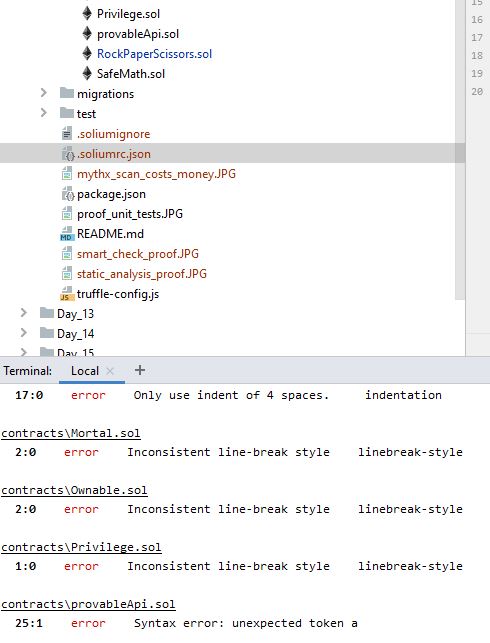 Privilege.sol
provableApi.sol
RockPaperScissors.sol
SafeMath.sol
migrations
test
.soliumignore
.soliumrc.json
mythx_scan_costs_money.JPG
package.json
proof_unit_tests.JPG
README.md
smart_check_proof.JPG
static_analysis_proof.JPG
truffle-config.js
Day_13
Day_14
Day_15
15
16
17
18
19
20
Terminal: Local × +
17:0 error Only use indent of 4 spaces. indentation
contracts\Mortal.sol
2:0 error Inconsistent line-break style linebreak-style
contracts\Ownable.sol
2:0 error Inconsistent line-break style linebreak-style
contracts\Privilege.sol
1:0 error Inconsistent line-break style linebreak-style
contracts\provableApi.sol
25:1 error Syntax error: unexpected token a